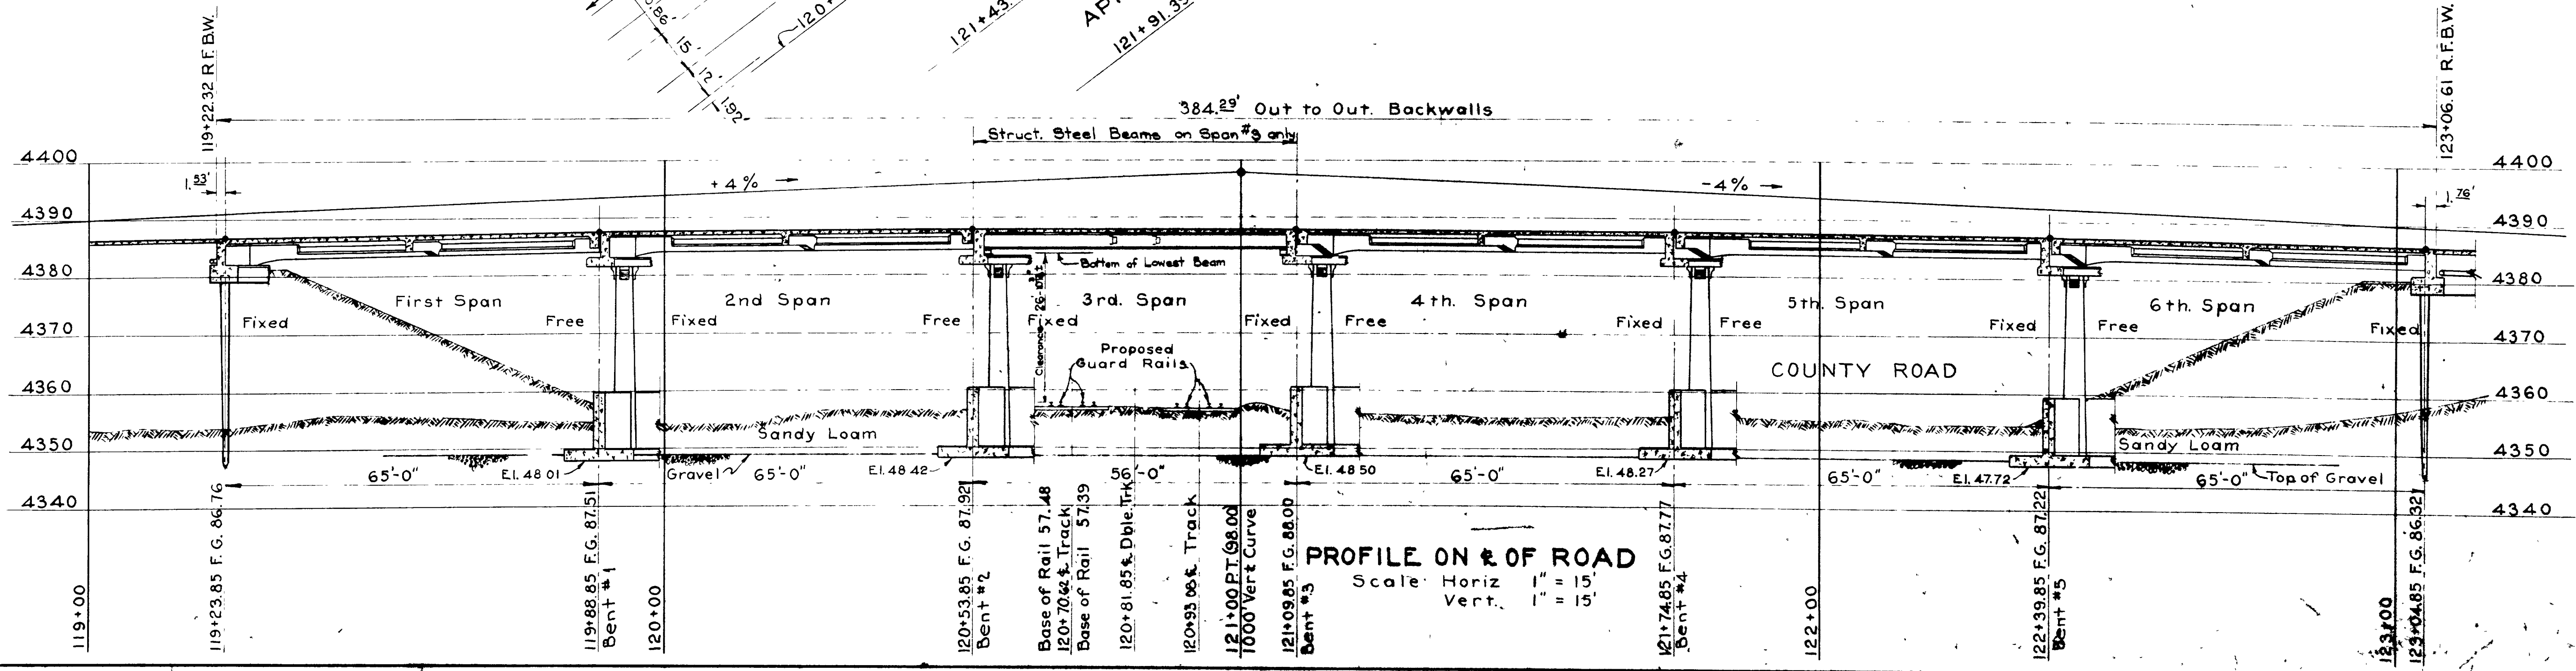 15'
12'
1.92'
121+91.35
119+22.32 R.F.B.W.
123+06.61 R.F.B.W.
384.29' Out to Out. Backwalls
Struct. Steel Beams on Span #3 only
4400
4400
1.53'
+4%
-4%
1.76'
4390
4390
Bottom of Lowest Beam
4380
4380
First Span
2nd Span
3rd. Span
4th. Span
5th. Span
6th. Span
Clearance
Fixed
Free
Fixed
Free
Fixed
Fixed
Free
Fixed
Free
Fixed
Free
Fixed
4370
4370
Proposed
Guard Rails
COUNTY ROAD
4360
4360
Sandy Loam
Sandy Loam
4350
4350
65'-0"
El. 48 01
Gravel
65'-0"
El. 48 42
56'-0"
El. 48 50
65'-0"
El. 48.27
65'-0"
El. 47.72
65'-0"
Top of Gravel
4340
4340
119+00
119+23.85 F.G. 86.76
119+88.85 F.G. 87.51
Bent #1
120+00
120+53.85 F.G. 87.92
Bent #2
Base of Rail 57.48
120+70.62 ℄ Track
Base of Rail 57.39
120+81.85 ℄ Dble. Trk.
120+93.08 ℄ Track
121+00 P.T. (98.00
1000' Vert Curve
121+09.85 F.G. 88.00
Bent #3
PROFILE ON ℄ OF ROAD
Scale: Horiz 1" = 15'
Vert. 1" = 15'
121+74.85 F.G. 87.77
Bent #4
122+00
122+39.85 F.G. 87.22
Bent #5
123+00
123+04.85 F.G. 86.32